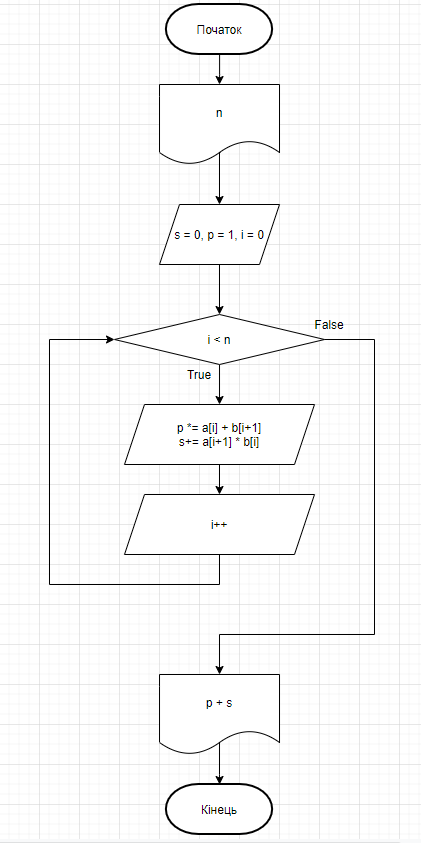 Початок
n
s = 0, p = 1, i = 0
i < n
False
True
p *= a[i] + b[i+1]
s+= a[i+1] * b[i]
i++
p + s
Кінець